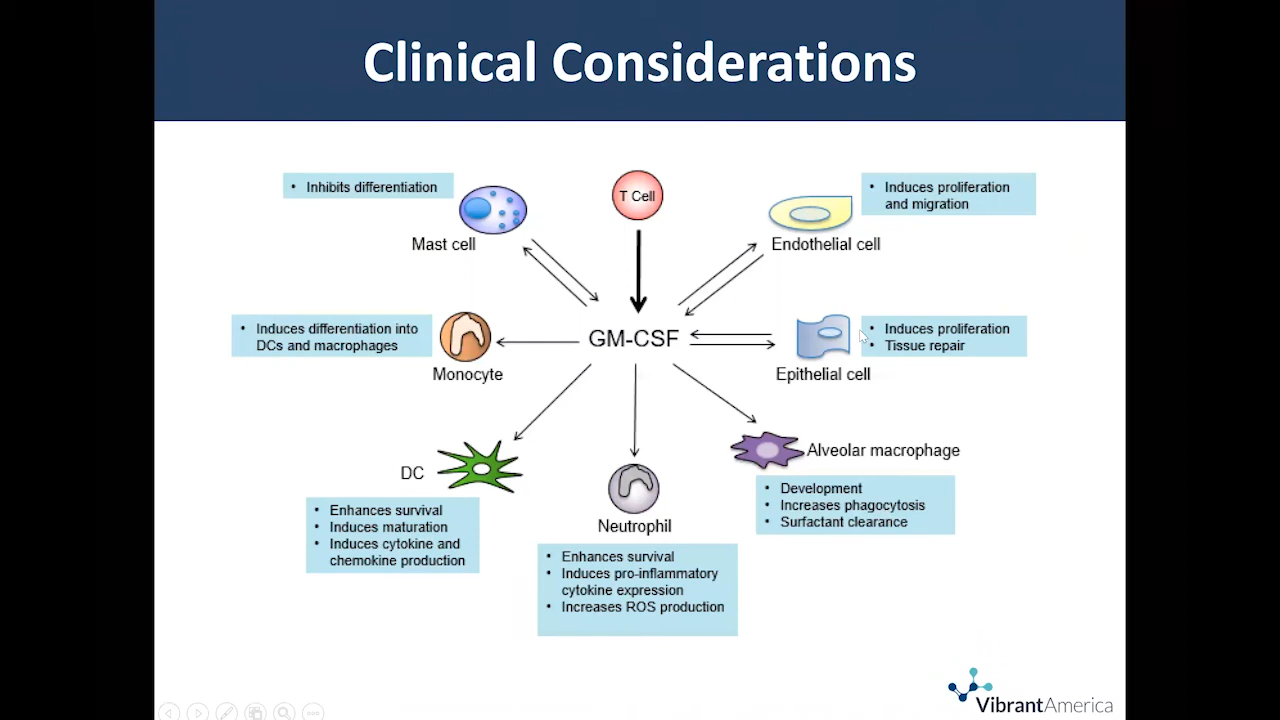 Clinical Considerations
• Inhibits differentiation
Mast cell
T Cell
• Induces proliferation
and migration
Endothelial cell
• Induces differentiation into
DCs and macrophages
Monocyte
GM-CSF
• Induces proliferation
• Tissue repair
Epithelial cell
DC
• Enhances survival
• Induces maturation
• Induces cytokine and
chemokine production
Neutrophil
• Enhances survival
• Induces pro-inflammatory
cytokine expression
• Increases ROS production
Alveolar macrophage
• Development
• Increases phagocytosis
• Surfactant clearance
VibrantAmerica